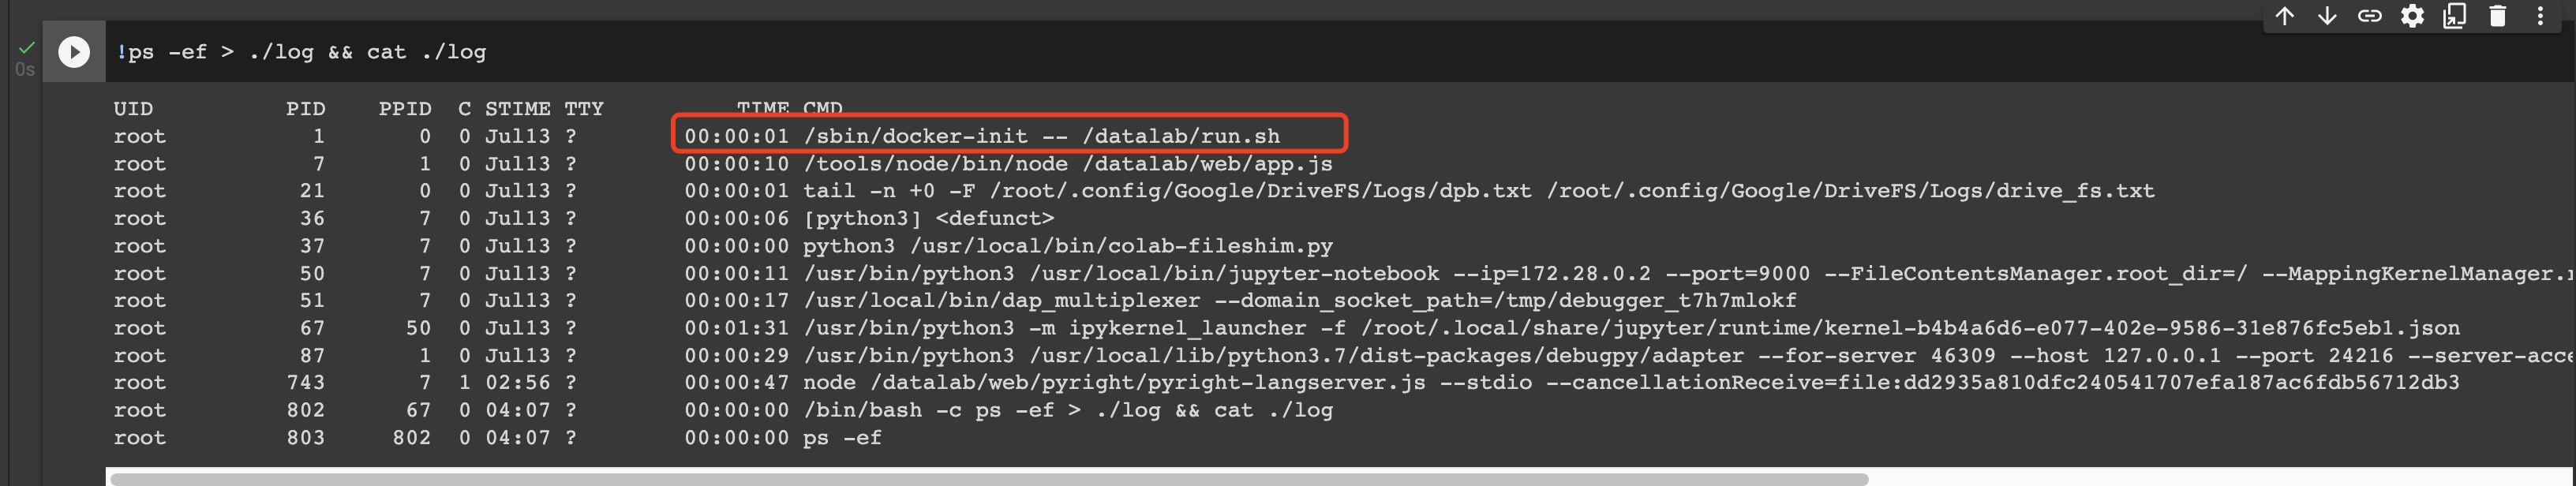 !ps -ef > ./log && cat ./log
0s
UID PID PPID C STIME TTY TIME CMD
root 1 0 0 Jul13 ? 00:00:01 /sbin/docker-init -- /datalab/run.sh
root 7 1 0 Jul13 ? 00:00:10 /tools/node/bin/node /datalab/web/app.js
root 21 0 0 Jul13 ? 00:00:01 tail -n +0 -F /root/.config/Google/DriveFS/Logs/dpb.txt /root/.config/Google/DriveFS/Logs/drive_fs.txt
root 36 7 0 Jul13 ? 00:00:06 [python3] <defunct>
root 37 7 0 Jul13 ? 00:00:00 python3 /usr/local/bin/colab-fileshim.py
root 50 7 0 Jul13 ? 00:00:11 /usr/bin/python3 /usr/local/bin/jupyter-notebook --ip=172.28.0.2 --port=9000 --FileContentsManager.root_dir=/ --MappingKernelManager.
root 51 7 0 Jul13 ? 00:00:17 /usr/local/bin/dap_multiplexer --domain_socket_path=/tmp/debugger_t7h7mlokf
root 67 50 0 Jul13 ? 00:01:31 /usr/bin/python3 -m ipykernel_launcher -f /root/.local/share/jupyter/runtime/kernel-b4b4a6d6-e077-402e-9586-31e876fc5eb1.json
root 87 1 0 Jul13 ? 00:00:29 /usr/bin/python3 /usr/local/lib/python3.7/dist-packages/debugpy/adapter --for-server 46309 --host 127.0.0.1 --port 24216 --server-acce
root 743 7 1 02:56 ? 00:00:47 node /datalab/web/pyright/pyright-langserver.js --stdio --cancellationReceive=file:dd2935a810dfc240541707efa187ac6fdb56712db3
root 802 67 0 04:07 ? 00:00:00 /bin/bash -c ps -ef > ./log && cat ./log
root 803 802 0 04:07 ? 00:00:00 ps -ef